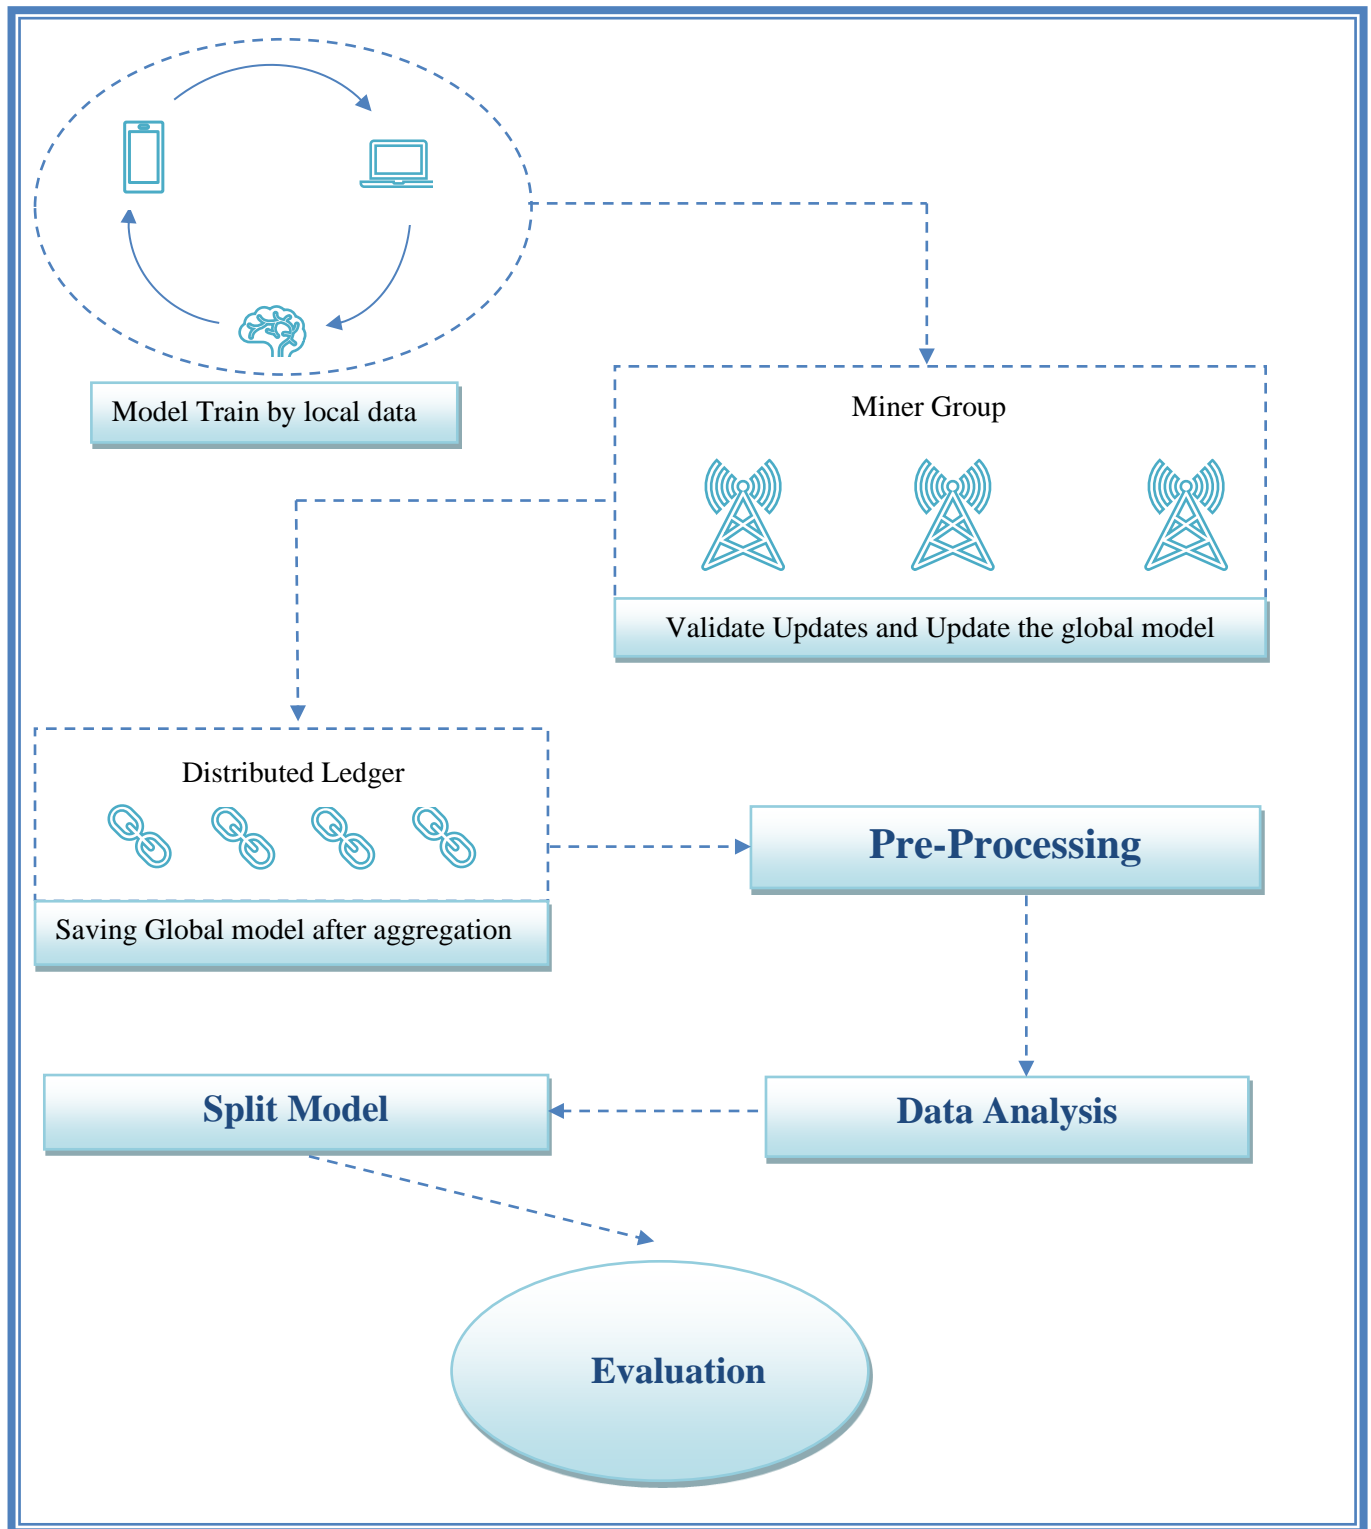 Model Train by local data
Miner Group
Validate Updates and Update the global model
Distributed Ledger
Saving Global model after aggregation
Pre-Processing
Data Analysis
Split Model
Evaluation